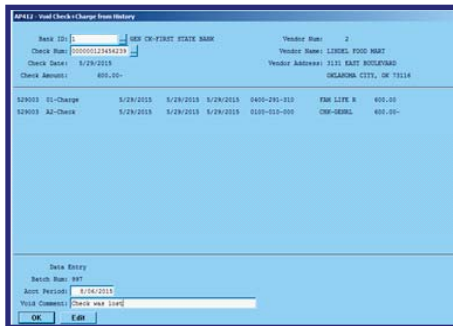 AP412 - Void Check+Charge from History
Bank ID: 1 ... GEN CK-FIRST STATE BANK Vendor Num: 2
Check Num: 000000123456239 ... Vendor Name: LINDEL FOOD MART
Check Date: 5/29/2015 Vendor Address: 3131 EAST BOULEVARD
Check Amount: 600.00- OKLAHOMA CITY, OK 73116
529003 01-Charge 5/29/2015 5/29/2015 5/29/2015 0400-291-010 FAM LIFE R 600.00
529003 A2-Check 5/29/2015 5/29/2015 5/29/2015 0100-010-000 CHK-GENRL 600.00-
Data Entry
Batch Num: 997
Acct Period: 8/06/2015
Void Comment: Check was lost
OK Edit